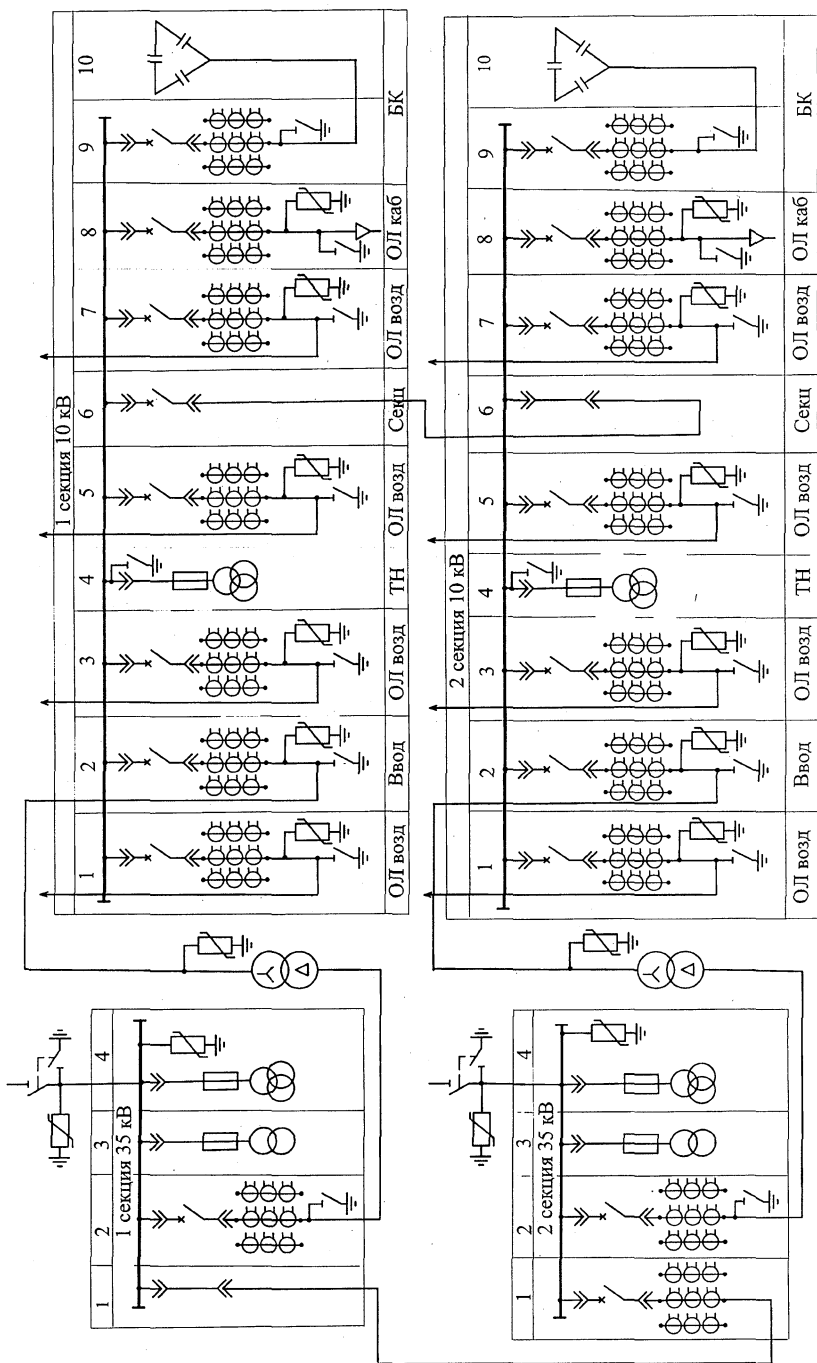 1 секция 35 кВ
1
2
3
4
2 секция 35 кВ
1
2
3
4
1 секция 10 кВ
1
2
3
4
5
6
7
8
9
10
ОЛ возд
Ввод
ОЛ возд
ТН
ОЛ возд
Секц
ОЛ возд
ОЛ каб
БК
2 секция 10 кВ
1
2
3
4
5
6
7
8
9
10
ОЛ возд
Ввод
ОЛ возд
ТН
ОЛ возд
Секц
ОЛ возд
ОЛ каб
БК